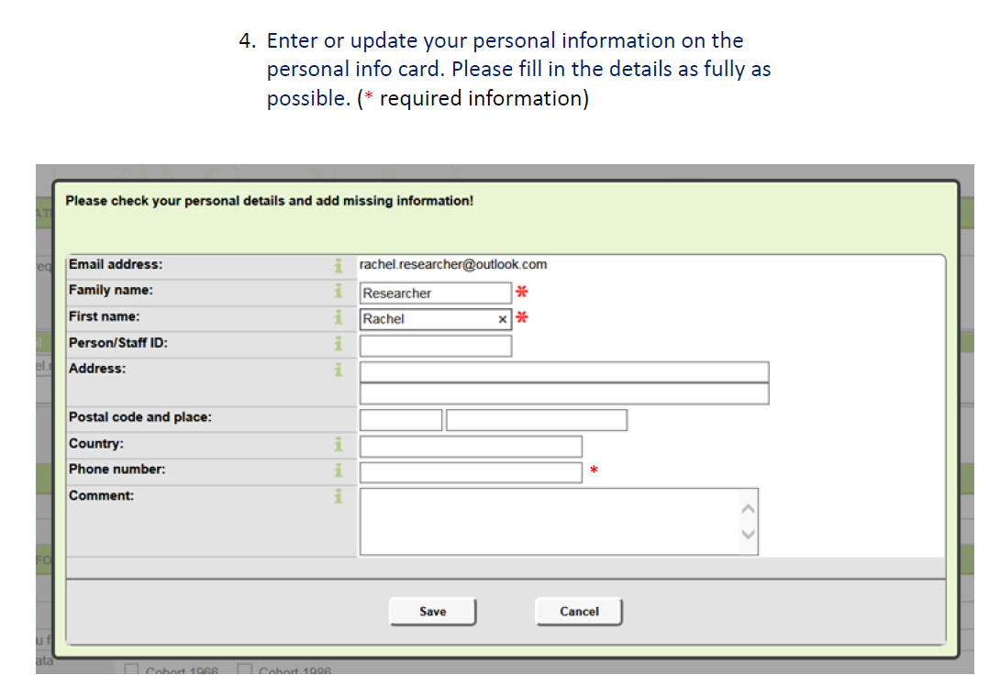 4. Enter or update your personal information on the
personal info card. Please fill in the details as fully as
possible. (* required information)
Please check your personal details and add missing information!
Email address: i rachel.researcher@outlook.com
Family name: i Researcher *
First name: i Rachel x *
Person/Staff ID: i
Address: i
Postal code and place:
Country: i
Phone number: i *
Comment: i
Save Cancel
Cohort 1966 Cohort 1986